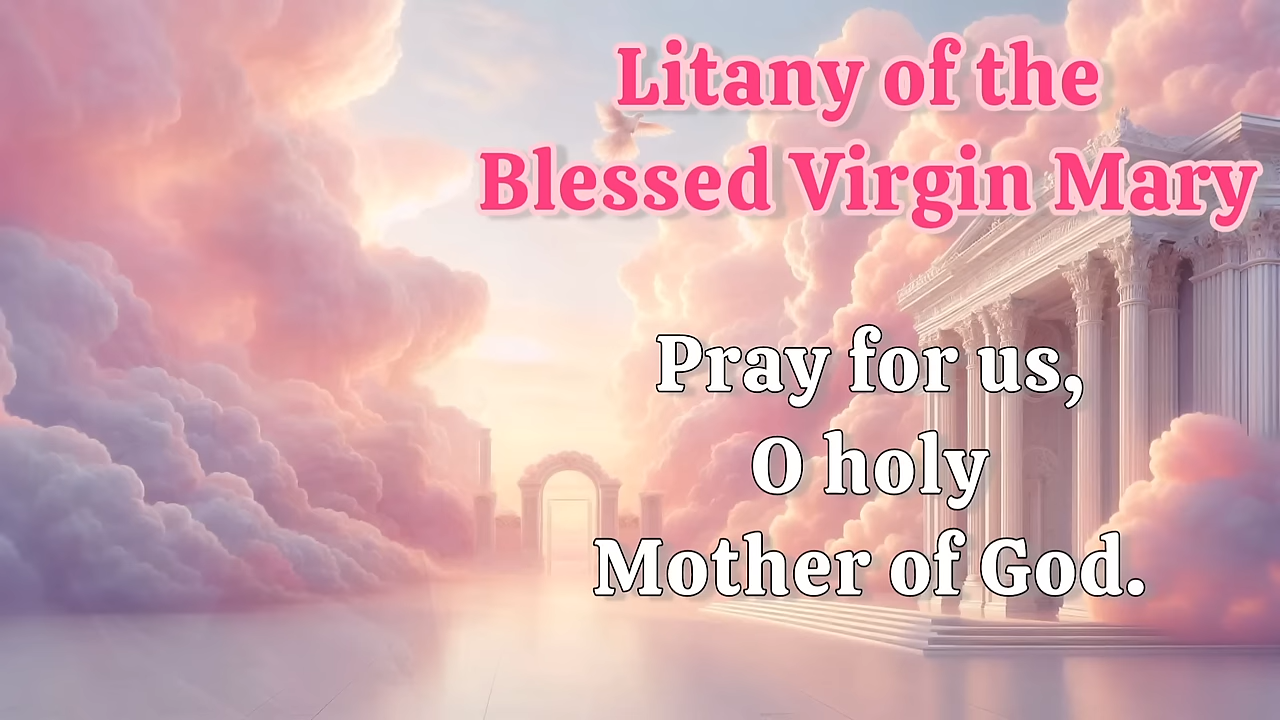 Litany of the
Blessed Virgin Mary
Pray for us,
O holy
Mother of God.